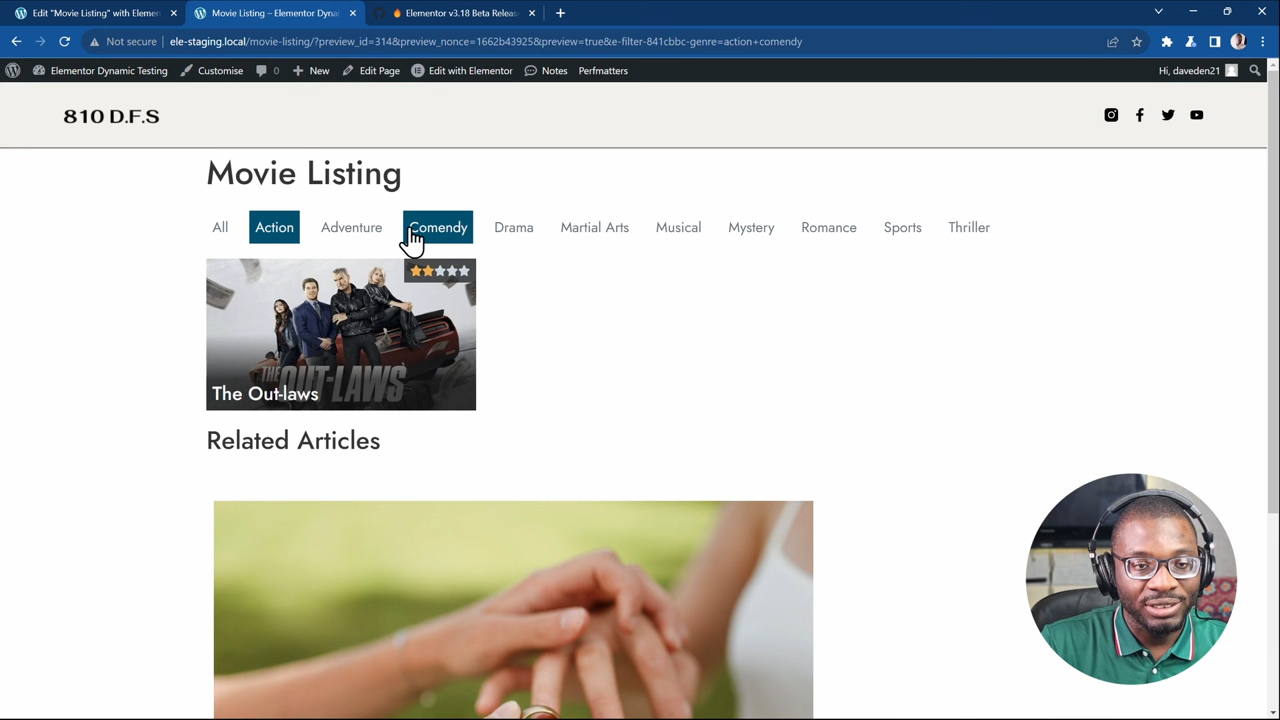 Edit "Movie Listing" with Elemen
Movie Listing – Elementor Dyna
Elementor v3.18 Beta Releas
Not secure
ele-staging.local/movie-listing/?preview_id=314&preview_nonce=1662b43925&preview=true&e-filter-841cbbc-genre=action+comendy
Elementor Dynamic Testing
Customise
0
New
Edit Page
Edit with Elementor
Notes
Perfmatters
Hi, daveden21
810 D.F.S
Movie Listing
All
Action
Adventure
Comendy
Drama
Martial Arts
Musical
Mystery
Romance
Sports
Thriller
THE OUT-LAWS
The Out-laws
Related Articles